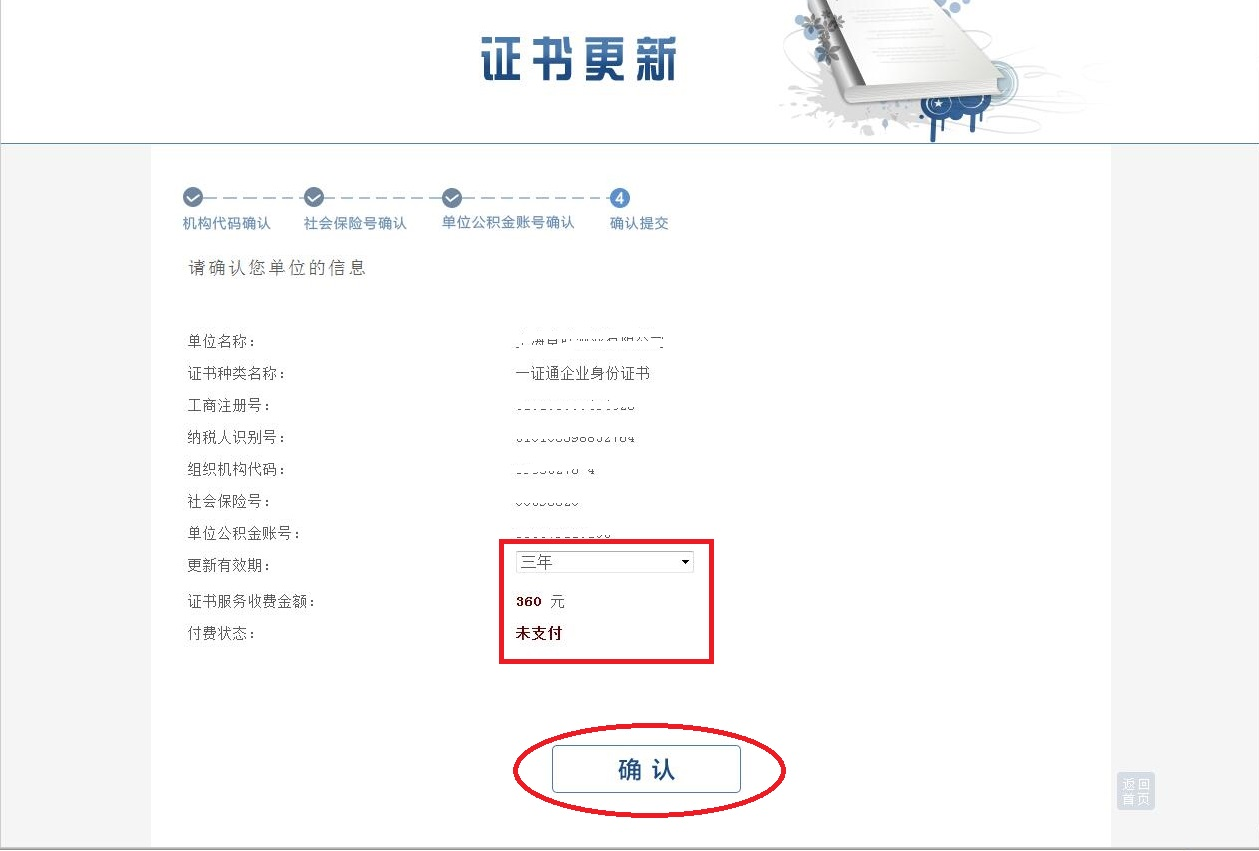 证书更新
4
机构代码确认 社会保险号确认 单位公积金账号确认 确认提交
请确认您单位的信息
单位名称：
证书种类名称： 一证通企业身份证书
工商注册号：
纳税人识别号：
组织机构代码：
社会保险号：
单位公积金账号：
更新有效期： 三年
证书服务收费金额： 360 元
付费状态： 未支付
确认
返回
首页